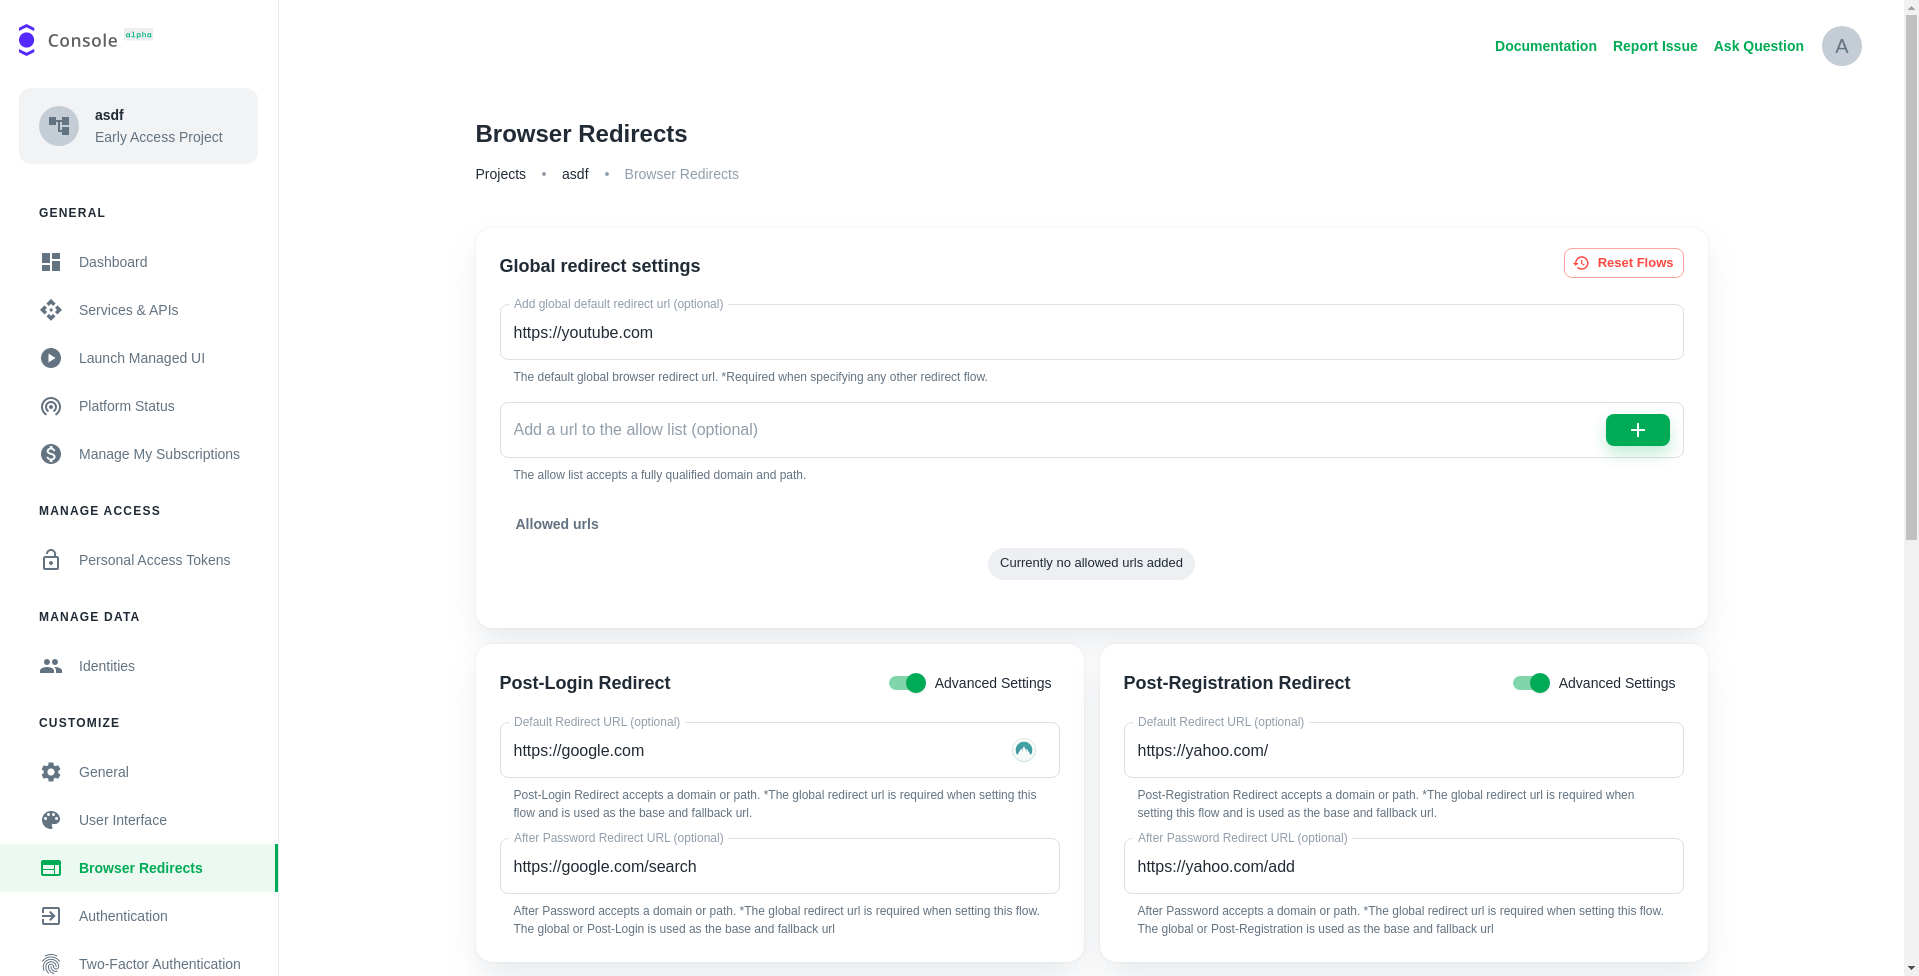 Console alpha
asdf
Early Access Project
GENERAL
Dashboard
Services & APIs
Launch Managed UI
Platform Status
Manage My Subscriptions
MANAGE ACCESS
Personal Access Tokens
MANAGE DATA
Identities
CUSTOMIZE
General
User Interface
Browser Redirects
Authentication
Two-Factor Authentication
Documentation Report Issue Ask Question A
Browser Redirects
Projects • asdf • Browser Redirects
Global redirect settings
Reset Flows
Add global default redirect url (optional)
https://youtube.com
The default global browser redirect url. *Required when specifying any other redirect flow.
Add a url to the allow list (optional)
The allow list accepts a fully qualified domain and path.
Allowed urls
Currently no allowed urls added
Post-Login Redirect
Advanced Settings
Default Redirect URL (optional)
https://google.com
Post-Login Redirect accepts a domain or path. *The global redirect url is required when setting this
flow and is used as the base and fallback url.
After Password Redirect URL (optional)
https://google.com/search
After Password accepts a domain or path. *The global redirect url is required when setting this flow.
The global or Post-Login is used as the base and fallback url
Post-Registration Redirect
Advanced Settings
Default Redirect URL (optional)
https://yahoo.com/
Post-Registration Redirect accepts a domain or path. *The global redirect url is required when
setting this flow and is used as the base and fallback url.
After Password Redirect URL (optional)
https://yahoo.com/add
After Password accepts a domain or path. *The global redirect url is required when setting this flow.
The global or Post-Registration is used as the base and fallback url